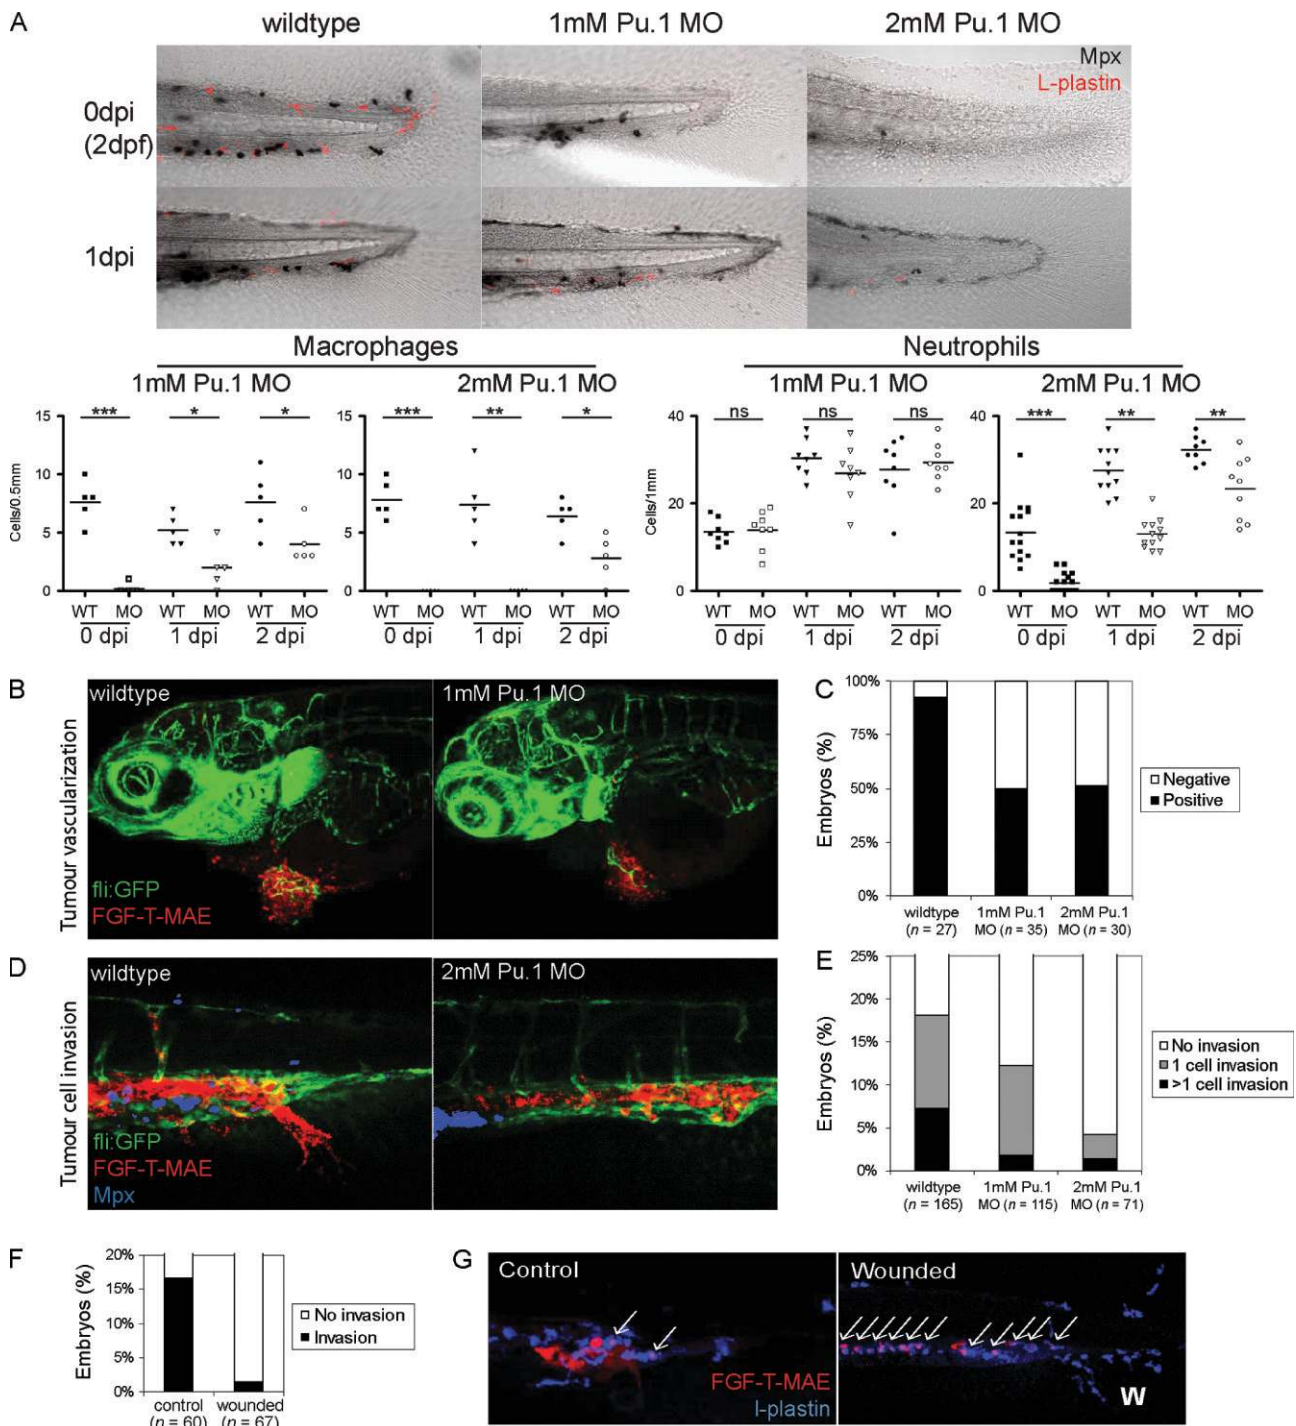 A
wildtype
1mM Pu.1 MO
2mM Pu.1 MO
Mpx
L-plastin
0dpi
(2dpf)
1dpi
Macrophages
Neutrophils
1mM Pu.1 MO
2mM Pu.1 MO
1mM Pu.1 MO
2mM Pu.1 MO
Cells/0.5mm
15
10
5
0
***
*
*
WT MO WT MO WT MO
0 dpi 1 dpi 2 dpi
15
10
5
0
***
**
*
WT MO WT MO WT MO
0 dpi 1 dpi 2 dpi
Cells/1mm
40
20
0
ns
ns
ns
WT MO WT MO WT MO
0 dpi 1 dpi 2 dpi
40
20
0
***
**
**
WT MO WT MO WT MO
0 dpi 1 dpi 2 dpi
B
Tumour vascularization
wildtype
1mM Pu.1 MO
fli:GFP
FGF-T-MAE
C
Embryos (%)
100%
75%
50%
25%
0%
wildtype
(n = 27)
1mM Pu.1
MO (n = 35)
2mM Pu.1
MO (n = 30)
Negative
Positive
D
Tumour cell invasion
wildtype
2mM Pu.1 MO
fli:GFP
FGF-T-MAE
Mpx
E
Embryos (%)
25%
20%
15%
10%
5%
0%
wildtype
(n = 165)
1mM Pu.1
MO (n = 115)
2mM Pu.1
MO (n = 71)
No invasion
1 cell invasion
>1 cell invasion
F
Embryos (%)
20%
15%
10%
5%
0%
control
(n = 60)
wounded
(n = 67)
No invasion
Invasion
G
Control
Wounded
FGF-T-MAE
l-plastin
W